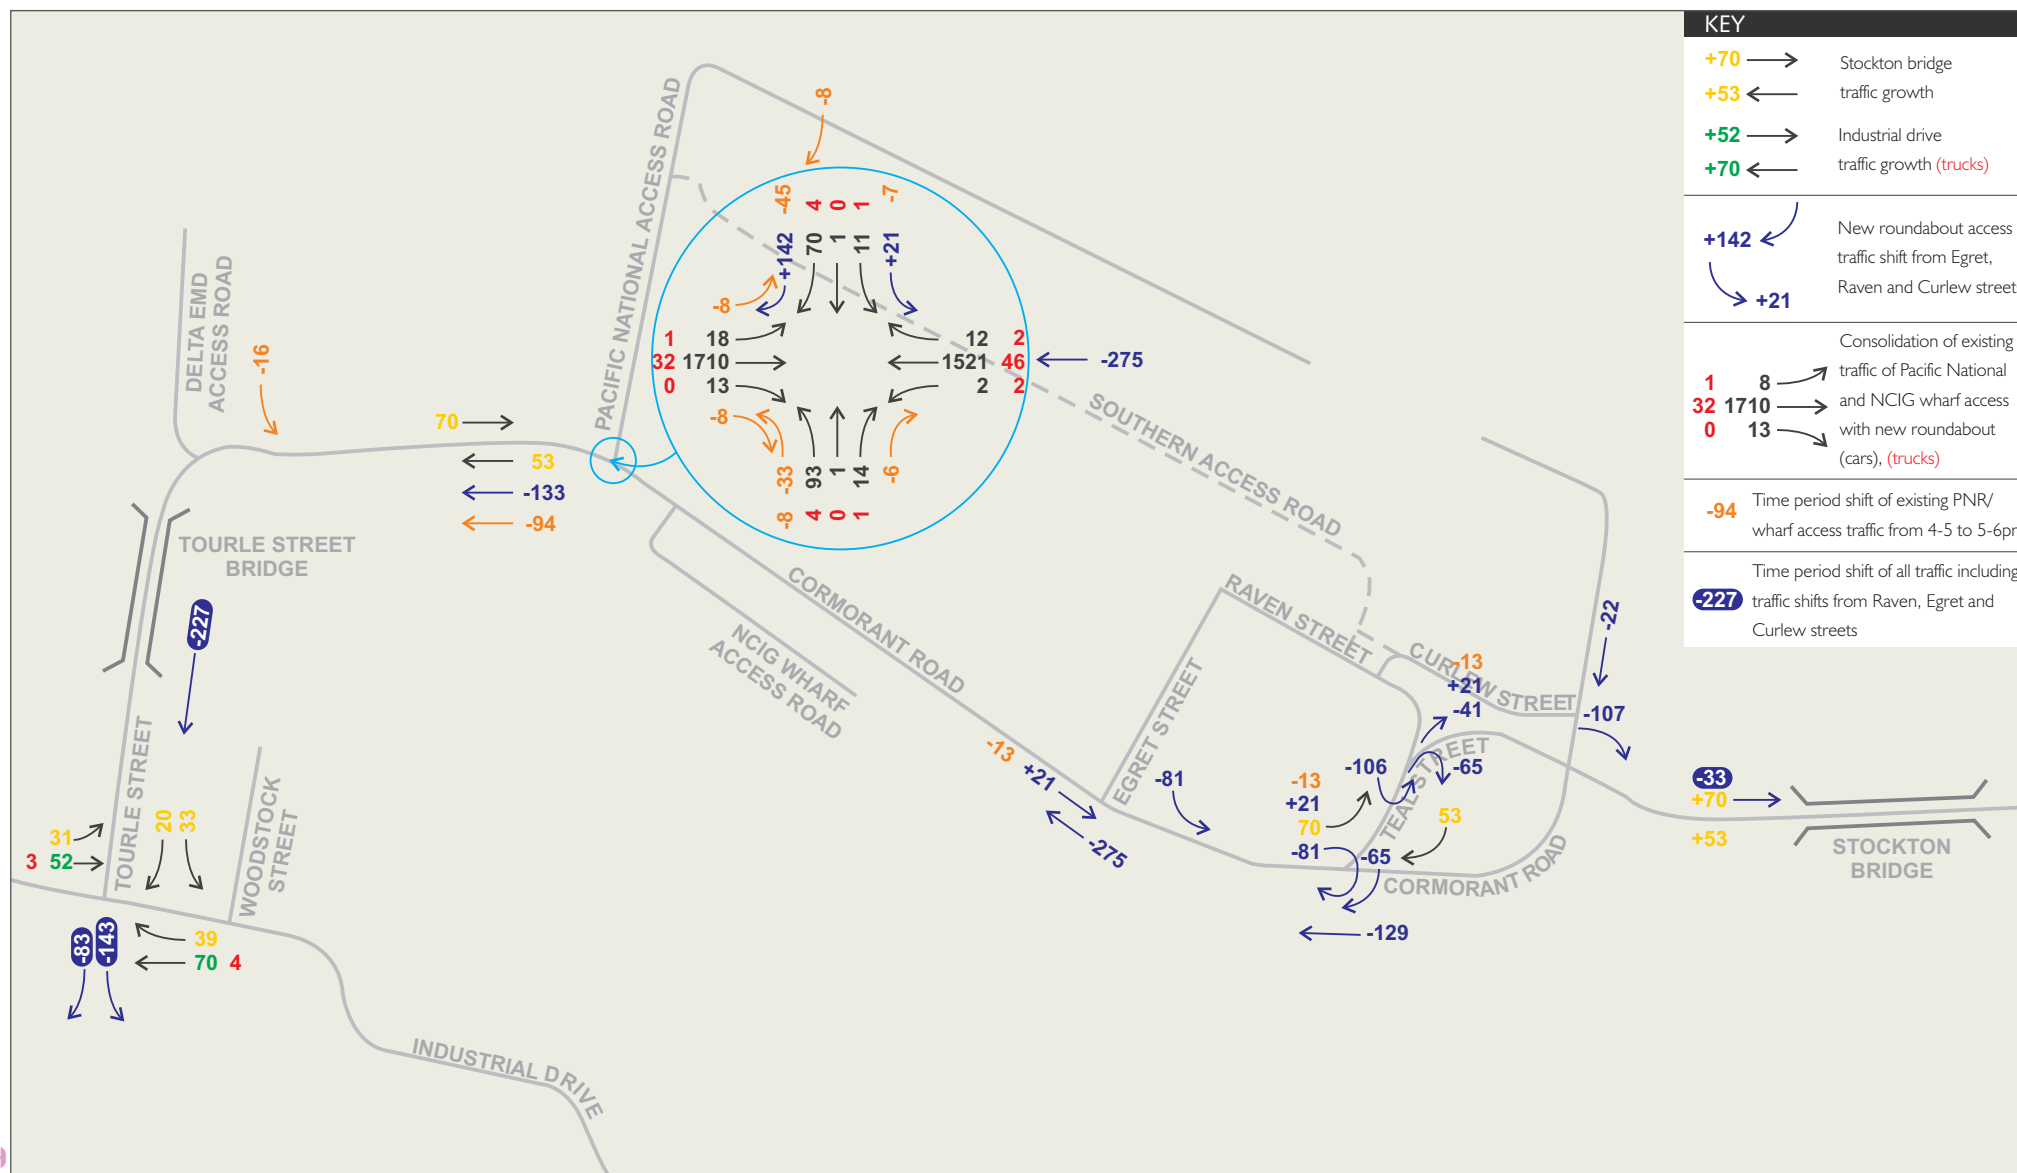 KEY
+70
+53
Stockton bridge
traffic growth
+52
+70
Industrial drive
traffic growth (trucks)
+142
+21
New roundabout access
traffic shift from Egret,
Raven and Curlew street
1 8
32 1710
0 13
Consolidation of existing
traffic of Pacific National
and NCIG wharf access
with new roundabout
(cars), (trucks)
-94
Time period shift of existing PNR/
wharf access traffic from 4-5 to 5-6p
-227
Time period shift of all traffic including
traffic shifts from Raven, Egret and
Curlew streets
-8
PACIFIC NATIONAL ACCESS ROAD
-45 4 0 1 -7
+142 70 1 11 +21
-8
1 18
32 1710
0 13
-8
12 2
1521 46
2 2
-275
-33 93 1 14 -6
-8 4 0 1
DELTA EMD
ACCESS ROAD
-16
70
53
-133
-94
SOUTHERN ACCESS ROAD
TOURLE STREET
BRIDGE
-227
CORMORANT ROAD
NCIG WHARF
ACCESS ROAD
RAVEN STREET
CURLEW STREET
EGRET STREET
-22
-13
+21
-41
-107
TEAL STREET
-106
-65
-13
+21
-275
-81
-13
+21
70
-81
53
-65
CORMORANT ROAD
-129
-33
+70
+53
STOCKTON
BRIDGE
TOURLE STREET
WOODSTOCK
STREET
31
3 52
20 33
39
70 4
-83 -143
INDUSTRIAL DRIVE